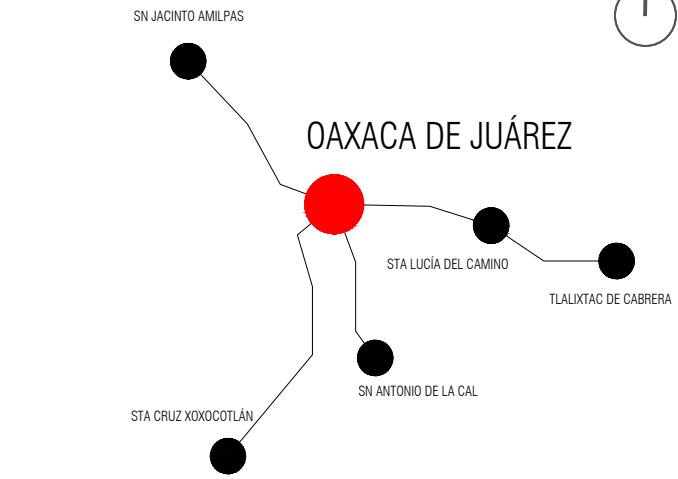 SN JACINTO AMILPAS
OAXACA DE JUÁREZ
STA LUCÍA DEL CAMINO
TLALIXTAC DE CABRERA
SN ANTONIO DE LA CAL
STA CRUZ XOXOCOTLÁN